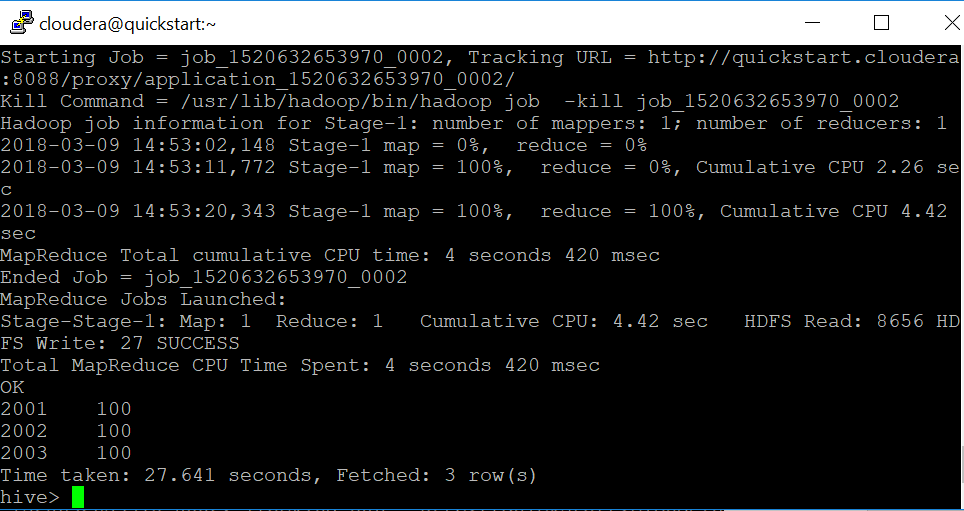 cloudera@quickstart:~
Starting Job = job_1520632653970_0002, Tracking URL = http://quickstart.cloudera
:8088/proxy/application_1520632653970_0002/
Kill Command = /usr/lib/hadoop/bin/hadoop job  -kill job_1520632653970_0002
Hadoop job information for Stage-1: number of mappers: 1; number of reducers: 1
2018-03-09 14:53:02,148 Stage-1 map = 0%,  reduce = 0%
2018-03-09 14:53:11,772 Stage-1 map = 100%,  reduce = 0%, Cumulative CPU 2.26 se
c
2018-03-09 14:53:20,343 Stage-1 map = 100%,  reduce = 100%, Cumulative CPU 4.42
sec
MapReduce Total cumulative CPU time: 4 seconds 420 msec
Ended Job = job_1520632653970_0002
MapReduce Jobs Launched:
Stage-Stage-1: Map: 1  Reduce: 1   Cumulative CPU: 4.42 sec   HDFS Read: 8656 HD
FS Write: 27 SUCCESS
Total MapReduce CPU Time Spent: 4 seconds 420 msec
OK
2001    100
2002    100
2003    100
Time taken: 27.641 seconds, Fetched: 3 row(s)
hive>